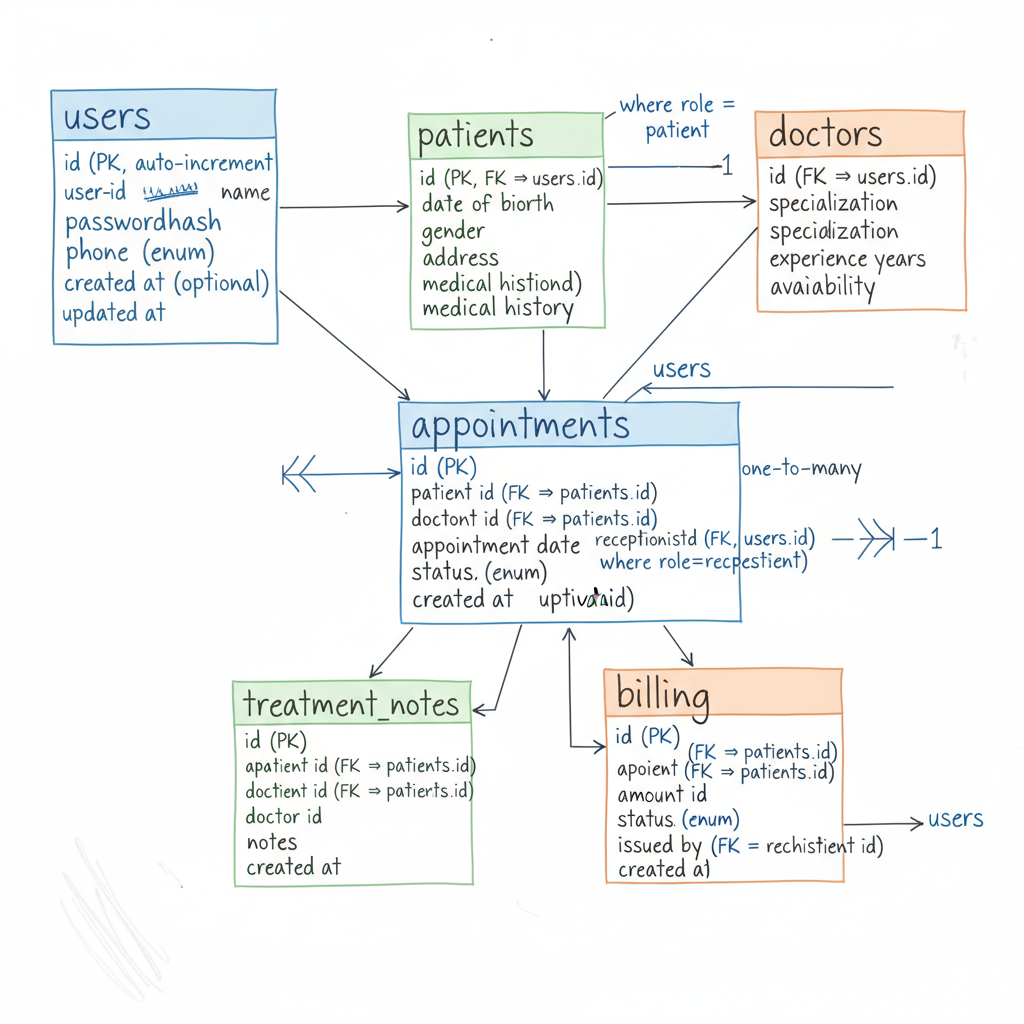 users
id (PK, auto-increment
user-id name
passwordhash
phone (enum)
created at (optional)
updated at
patients
id (PK, FK ⇒ users.id)
date of biorth
gender
address
medical histiond)
medical history
where role =
patient
1
doctors
id (FK ⇒ users.id)
specialization
specidlization
experience years
avaiability
users
appointments
id (PK)
patient id (FK ⇒ patients.id)
doctont id (FK ⇒ patients.id)
appointment date receptionistd (FK, users.id)
where role=recpestient)
status. (enum)
created at
one-to-many
1
treatment_notes
id (PK)
apatient id (FK ⇒ patients.id)
doctient id (FK ⇒ patients.id)
doctor id
notes
created at
billing
id (PK) (FK ⇒ patients.id)
apoient (FK ⇒ patients.id)
amount id
status. (enum)
issued by (FK = rechistient id)
created at
users